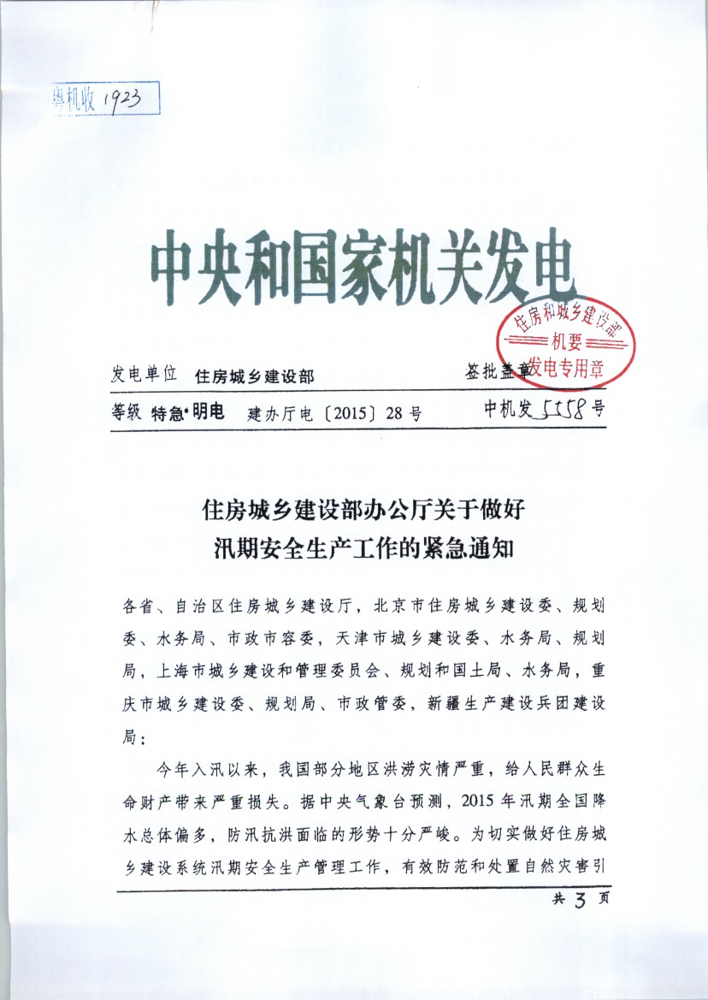 粤机收 1923
中央和国家机关发电
住房和城乡建设部
机要
发电专用章
发电单位 住房城乡建设部 签批盖章
等级 特急·明电 建办厅电〔2015〕28号 中机发5558号
住房城乡建设部办公厅关于做好
汛期安全生产工作的紧急通知
各省、自治区住房城乡建设厅，北京市住房城乡建设委、规划
委、水务局、市政市容委，天津市城乡建设委、水务局、规划
局，上海市城乡建设和管理委员会、规划和国土局、水务局，重
庆市城乡建设委、规划局、市政管委，新疆生产建设兵团建设
局：
今年入汛以来，我国部分地区洪涝灾情严重，给人民群众生
命财产带来严重损失。据中央气象台预测，2015年汛期全国降
水总体偏多，防汛抗洪面临的形势十分严峻。为切实做好住房城
乡建设系统汛期安全生产管理工作，有效防范和处置自然灾害引
共 3 页